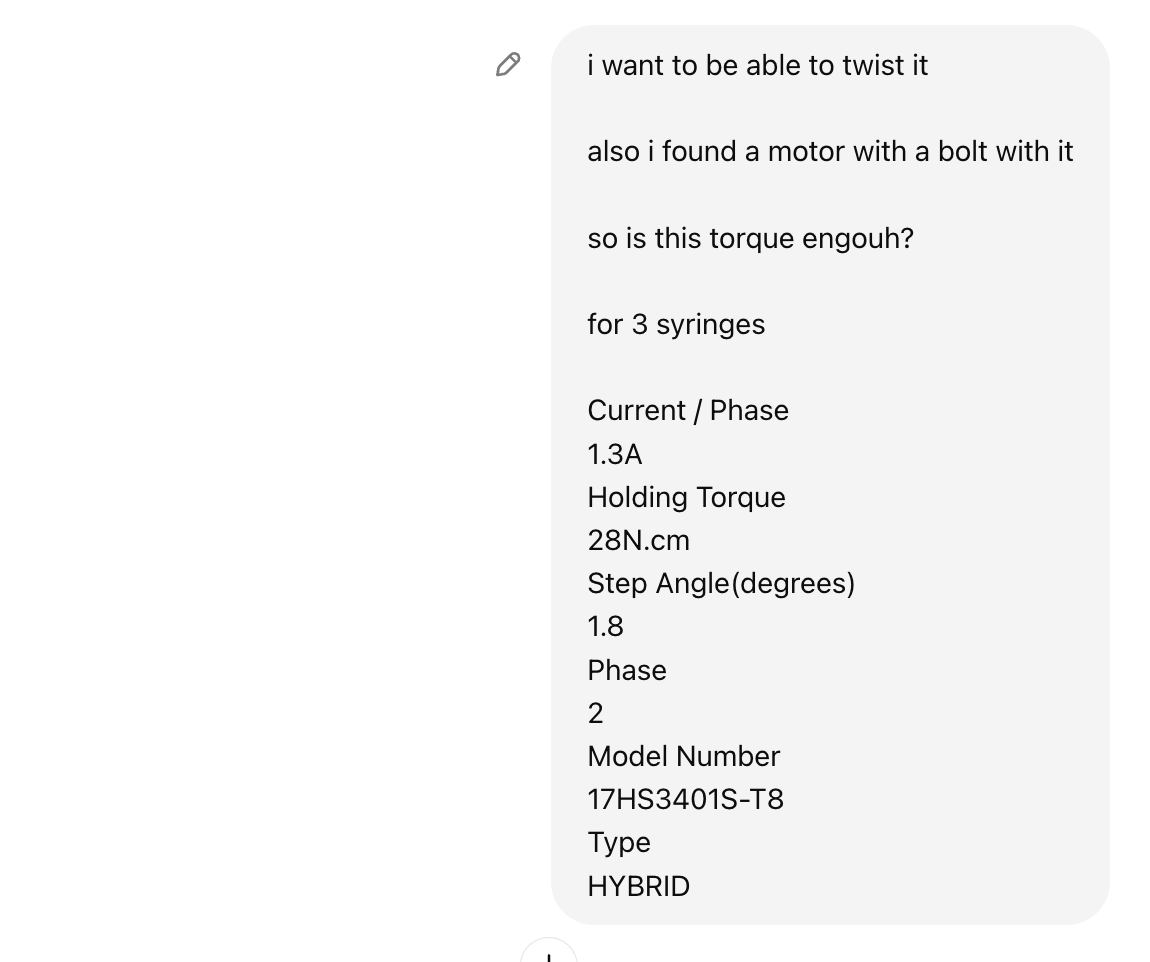 i want to be able to twist it
also i found a motor with a bolt with it
so is this torque engouh?
for 3 syringes
Current / Phase
1.3A
Holding Torque
28N.cm
Step Angle(degrees)
1.8
Phase
2
Model Number
17HS3401S-T8
Type
HYBRID